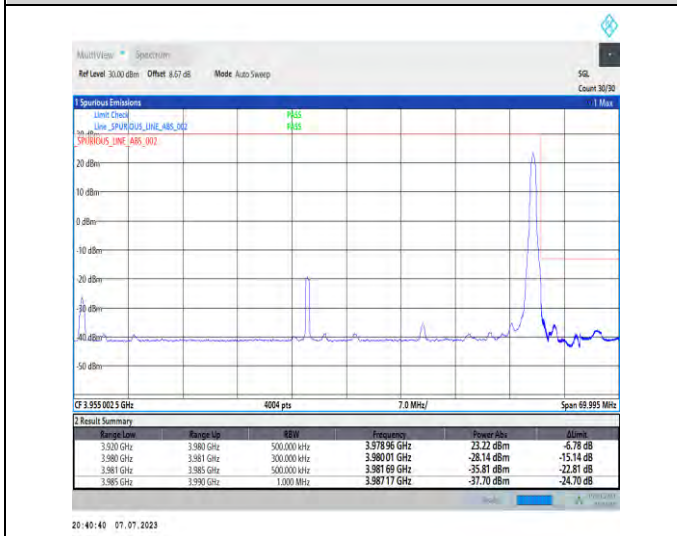 MultiView Spectrum
Ref Level 30.00 dBm Offset 8.67 dB Mode Auto Sweep SGL
Count 30/30
1 Spurious Emissions 1 Max
Limit Check PASS
Line _SPURIOUS_LINE_ABS_002 PASS
30 dBm
_SPURIOUS_LINE_ABS_002
20 dBm
10 dBm
0 dBm
-10 dBm
-20 dBm
-30 dBm
-40 dBm
-50 dBm
CF 3.955 002 5 GHz 4004 pts 7.0 MHz/ Span 69.995 MHz
2 Result Summary
Range Low Range Up RBW Frequency Power Abs ΔLimit
3.920 GHz 3.980 GHz 500.000 kHz 3.978 96 GHz 23.22 dBm -6.78 dB
3.980 GHz 3.981 GHz 300.000 kHz 3.980 01 GHz -28.14 dBm -15.14 dB
3.981 GHz 3.985 GHz 500.000 kHz 3.981 69 GHz -35.81 dBm -22.81 dB
3.985 GHz 3.990 GHz 1.000 MHz 3.987 17 GHz -37.70 dBm -24.70 dB
20:40:40 07.07.2023